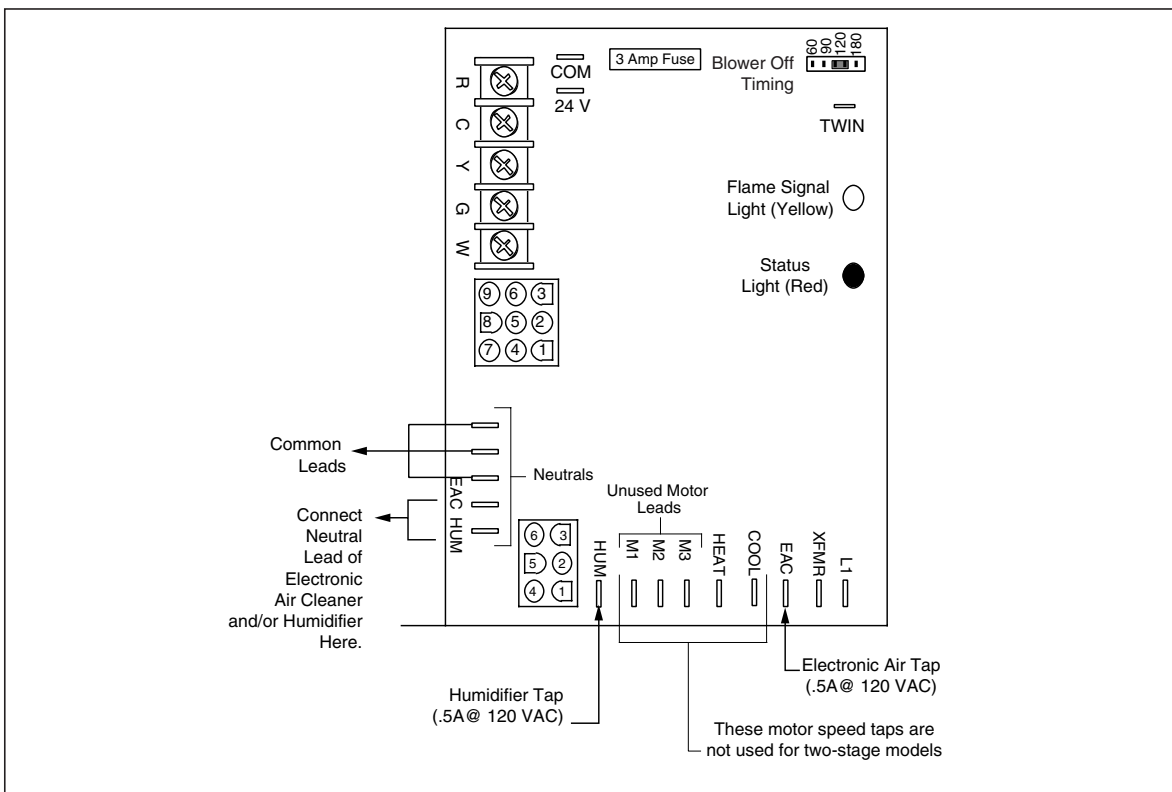 R
C
Y
G
W
COM
24 V
3 Amp Fuse
Blower Off
Timing
60
90
120
180
TWIN
Flame Signal
Light (Yellow)
Status
Light (Red)
9 6 3
8 5 2
7 4 1
Common
Leads
Neutrals
EAC HUM
Connect
Neutral
Lead of
Electronic
Air Cleaner
and/or Humidifier
Here.
6 3
5 2
4 1
Unused Motor
Leads
HUM
M1
M2
M3
HEAT
COOL
EAC
XFMR
L1
Humidifier Tap
(.5A@ 120 VAC)
Electronic Air Tap
(.5A@ 120 VAC)
These motor speed taps are
not used for two-stage models